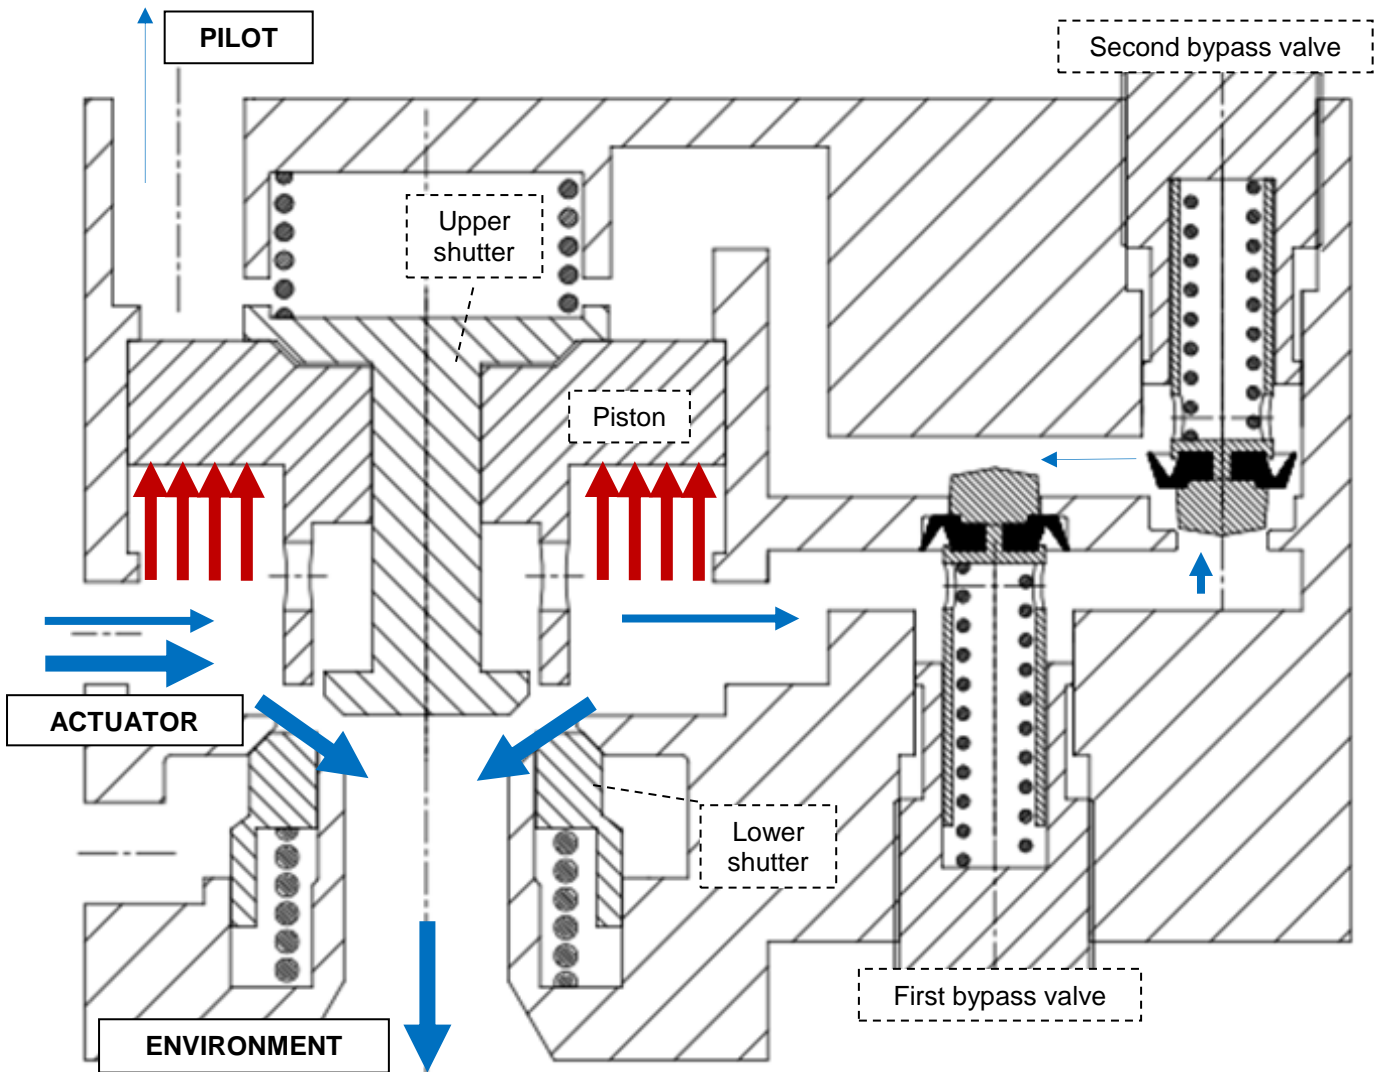 PILOT
Second bypass valve
Upper
shutter
Piston
ACTUATOR
Lower
shutter
First bypass valve
ENVIRONMENT